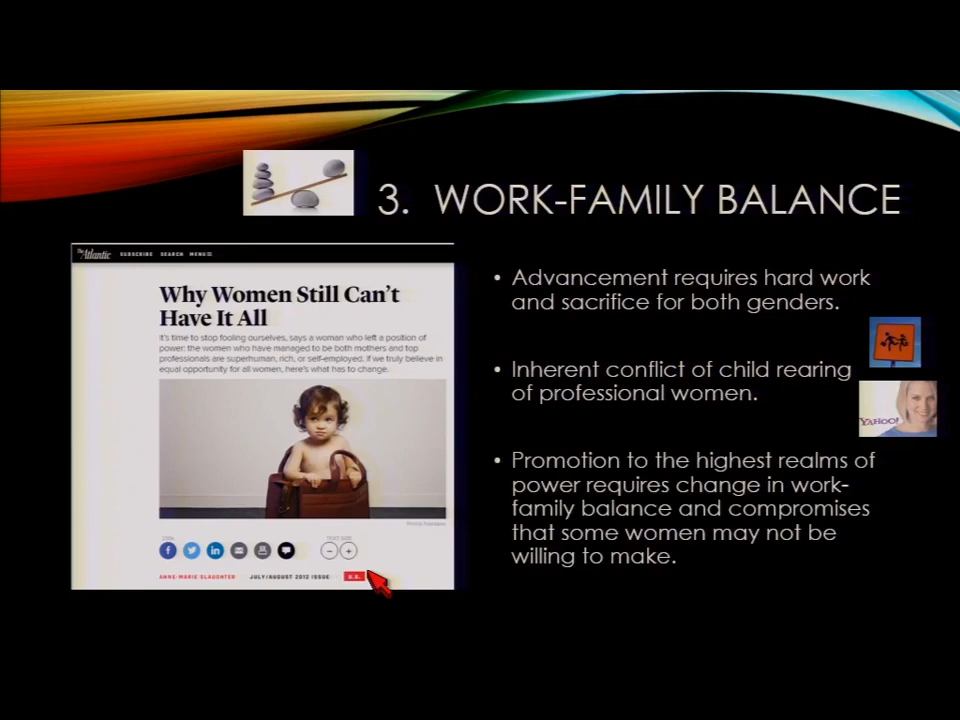 3. WORK-FAMILY BALANCE
The Atlantic SUBSCRIBE SEARCH MENU
Why Women Still Can't
Have It All
It's time to stop fooling ourselves, says a woman who left a position of
power: the women who have managed to be both mothers and top
professionals are superhuman, rich, or self-employed. If we truly believe in
equal opportunity for all women, here's what has to change.
TEXT SIZE
ANNE-MARIE SLAUGHTER JULY/AUGUST 2012 ISSUE U.S.
• Advancement requires hard work
and sacrifice for both genders.
• Inherent conflict of child rearing
of professional women.
YAHOO!
• Promotion to the highest realms of
power requires change in work-
family balance and compromises
that some women may not be
willing to make.